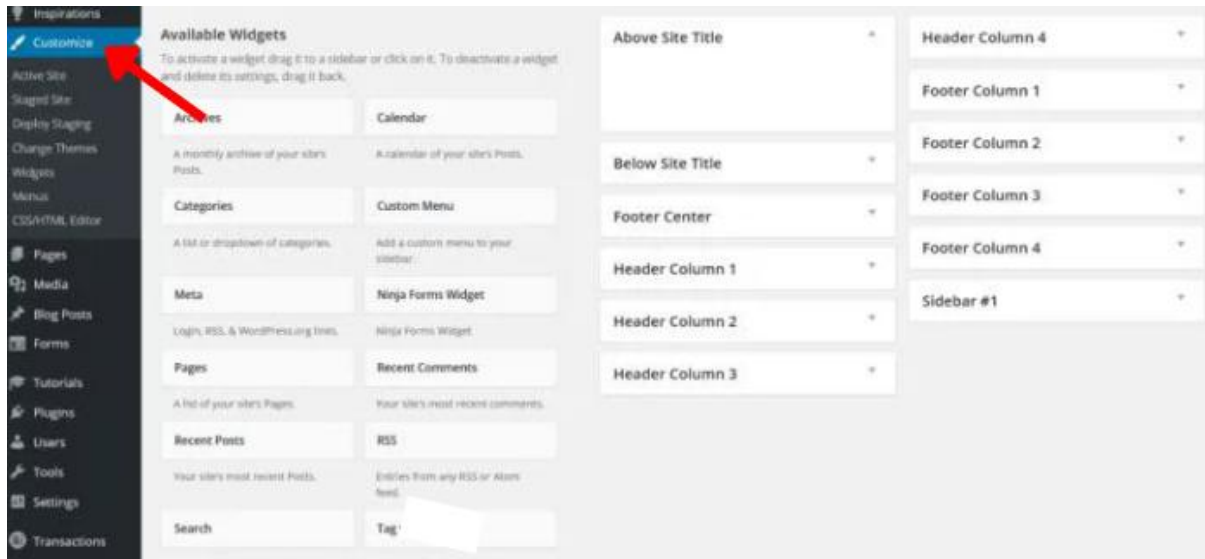 Inspirations
Customize
Active Site
Staged Site
Deploy Staging
Change Themes
Widgets
Menus
CSS/HTML Editor
Pages
Media
Blog Posts
Forms
Tutorials
Plugins
Users
Tools
Settings
Transactions
Available Widgets
To activate a widget drag it to a sidebar or click on it. To deactivate a widget
and delete its settings, drag it back.
Calendar
A monthly archive of your site's
Posts.
A calendar of your site's Posts.
Categories
Custom Menu
A list or dropdown of categories.
Add a custom menu to your
sidebar.
Meta
Ninja Forms Widget
Login, RSS, & WordPress.org links.
Ninja Forms Widget
Pages
Recent Comments
A list of your site's Pages.
Your site's most recent comments.
Recent Posts
RSS
Your site's most recent Posts.
Entries from any RSS or Atom
feed.
Search
Tag
Above Site Title
Below Site Title
Footer Center
Header Column 1
Header Column 2
Header Column 3
Header Column 4
Footer Column 1
Footer Column 2
Footer Column 3
Footer Column 4
Sidebar #1